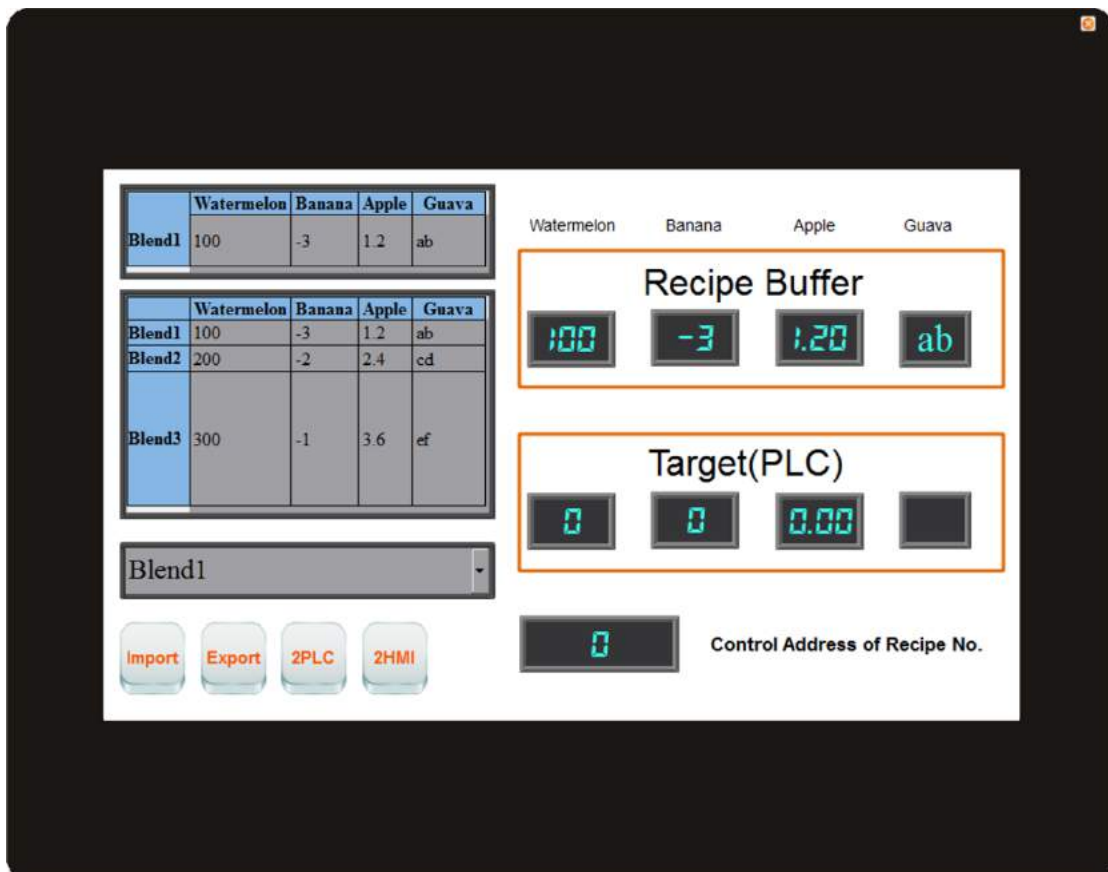 Watermelon Banana Apple Guava
Blend1 100 -3 1.2 ab
Watermelon Banana Apple Guava
Blend1 100 -3 1.2 ab
Blend2 200 -2 2.4 cd
Blend3 300 -1 3.6 ef
Blend1
Import Export 2PLC 2HMI
Watermelon Banana Apple Guava
Recipe Buffer
100 -3 1.20 ab
Target(PLC)
0 0 0.00
0 Control Address of Recipe No.